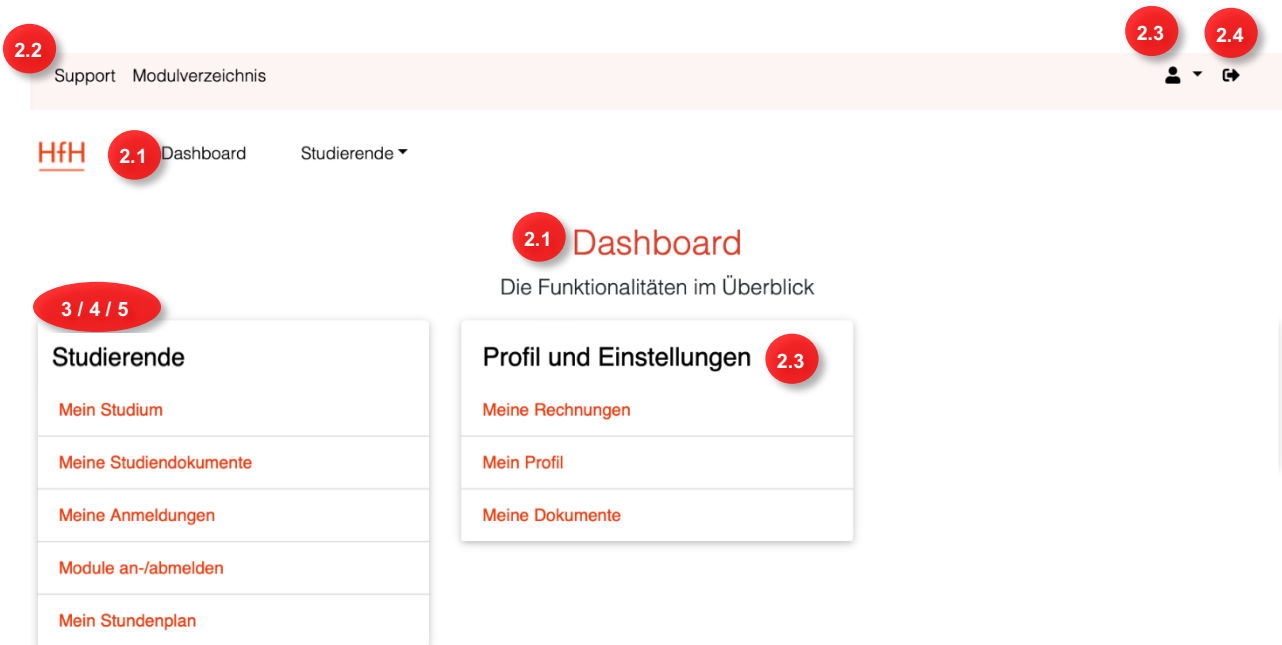 2.3 2.4
2.2
Support Modulverzeichnis
HfH 2.1 Dashboard Studierende
2.1 Dashboard
Die Funktionalitäten im Überblick
3 / 4 / 5
Studierende
Mein Studium
Meine Studiendokumente
Meine Anmeldungen
Module an-/abmelden
Mein Stundenplan
Profil und Einstellungen 2.3
Meine Rechnungen
Mein Profil
Meine Dokumente